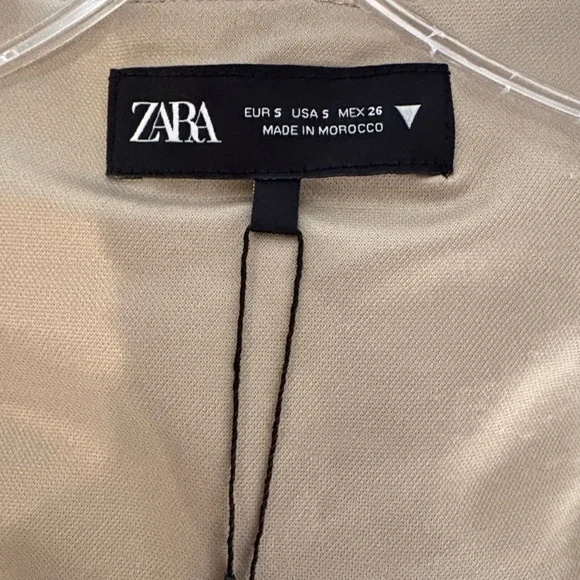 ZARA
EUR S USA S MEX 26
MADE IN MOROCCO